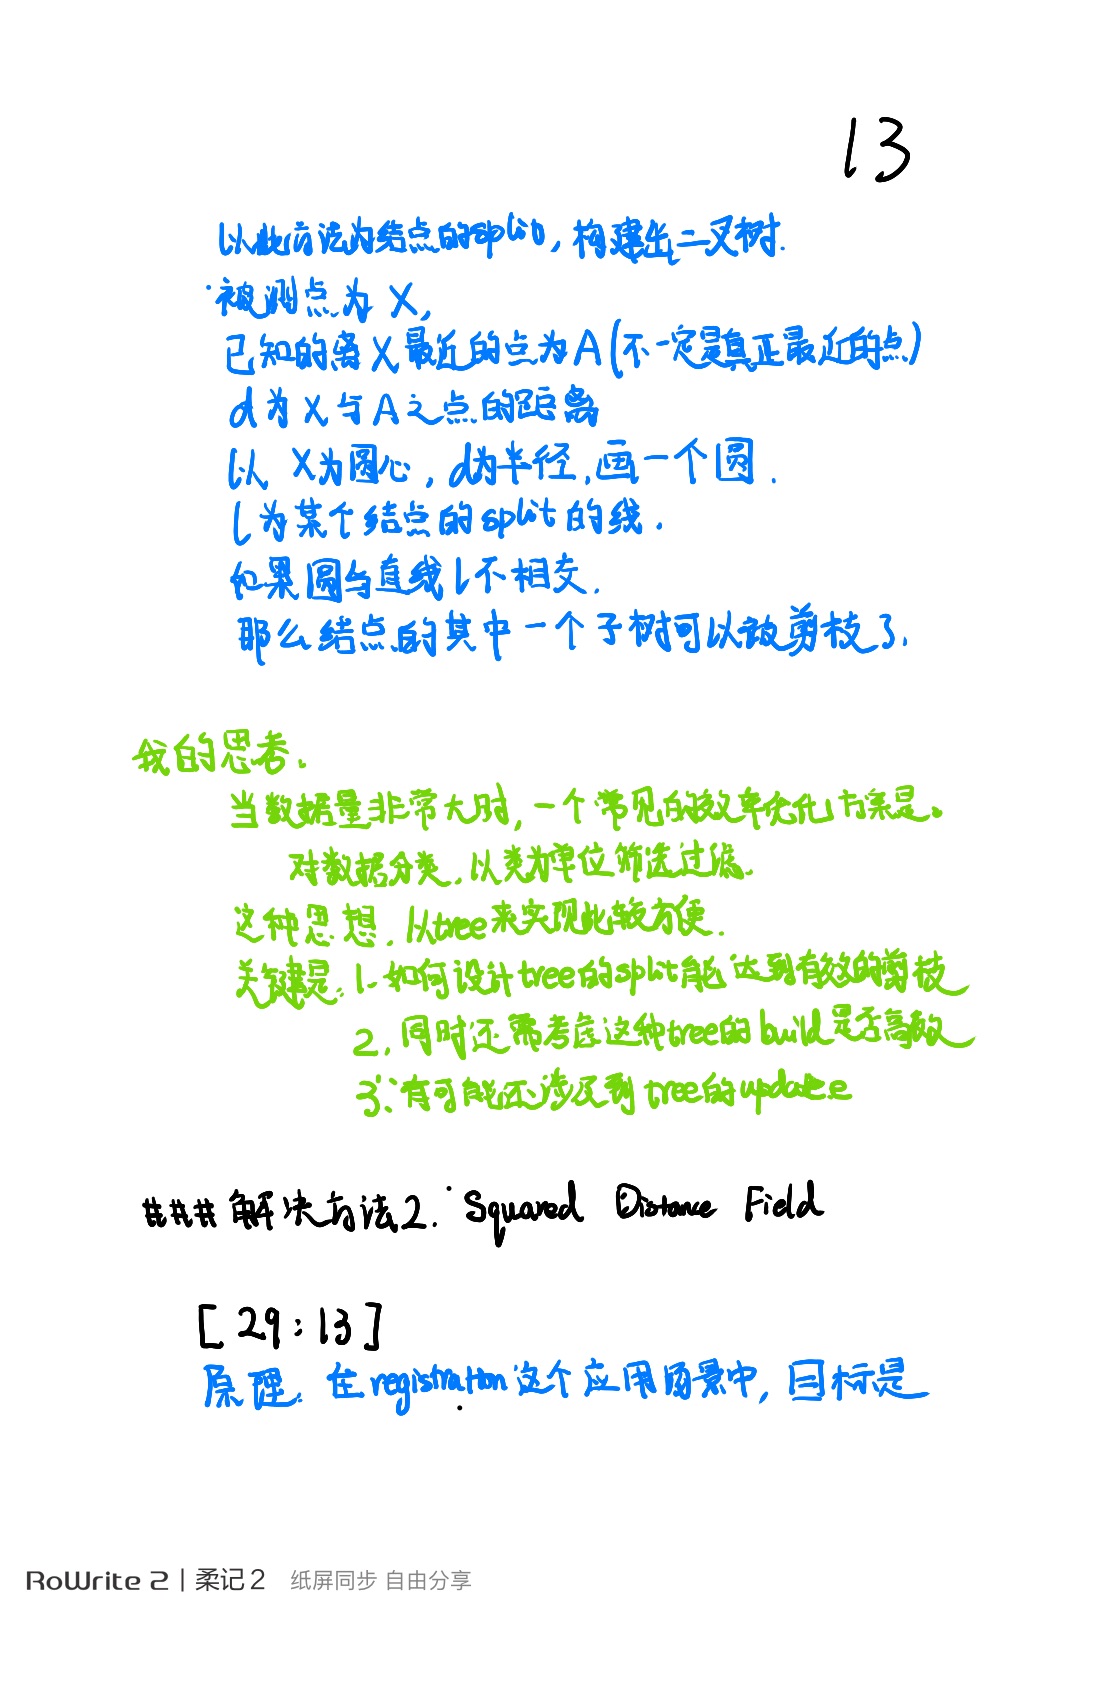 13
以此方法为结点的split,构建出二叉树.
被测点为X,
已知的离X最近的点为A(不一定是真正最近的点)
d为X与A之点的距离
以X为圆心,d为半径,画一个圆.
l为某个结点的split的线.
如果圆与直线l不相交.
那么结点的其中一个子树可以被剪枝了.
我的思考.
当数据量非常大时,一个常见的效率优化方案是。
对数据分类.以类为单位筛选过滤.
这种思想.以tree来实现比较方便.
关键是:1.如何设计tree的split能达到有效的剪枝
2.同时还需考虑这种tree的build是否高效
3.有可能还涉及到tree的update
###解决方法2.Squared Distance Field
[29:13]
原理.在registration这个应用场景中,目标是
RoWrite 2 | 柔记 2 纸屏同步 自由分享